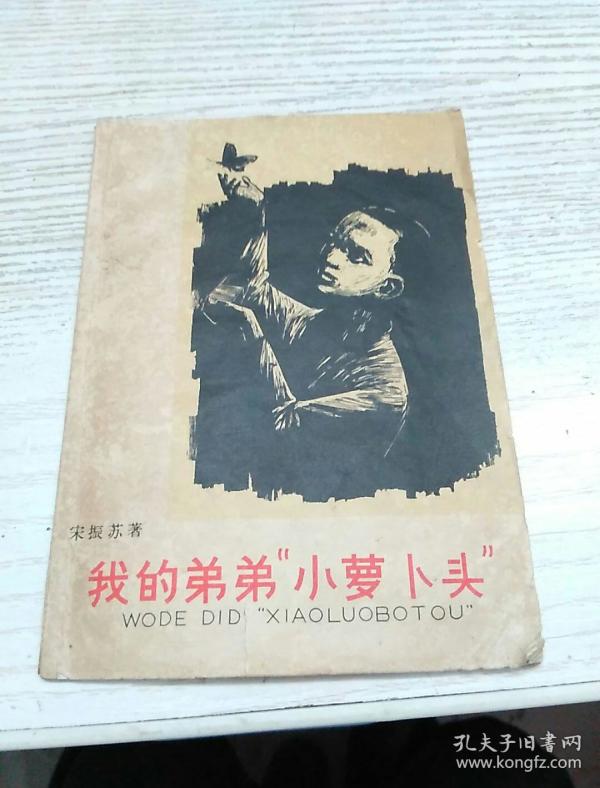 宋振苏著
我的弟弟“小萝卜头”
WODE DIDI “XIAOLUOBOTOU”
孔夫子旧书网
www.kongfz.com